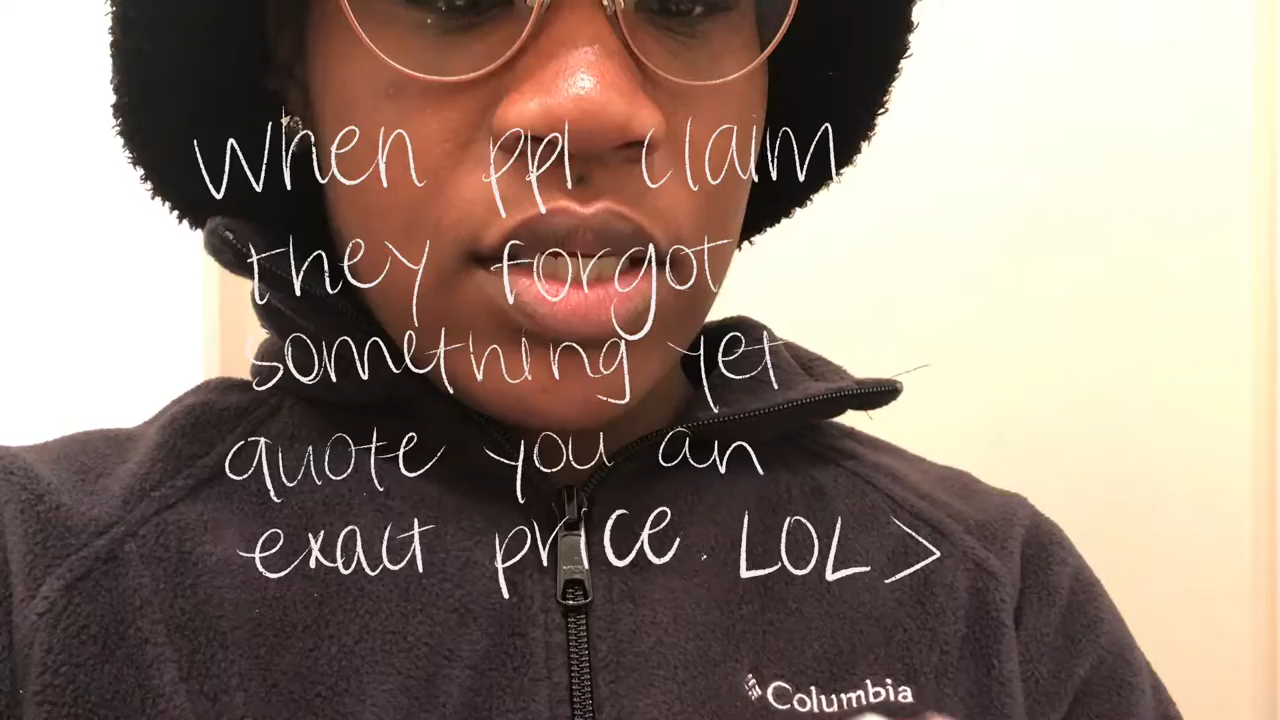 when ppl claim
they forgot
something yet
quote you an
exact price. LOL >
Columbia